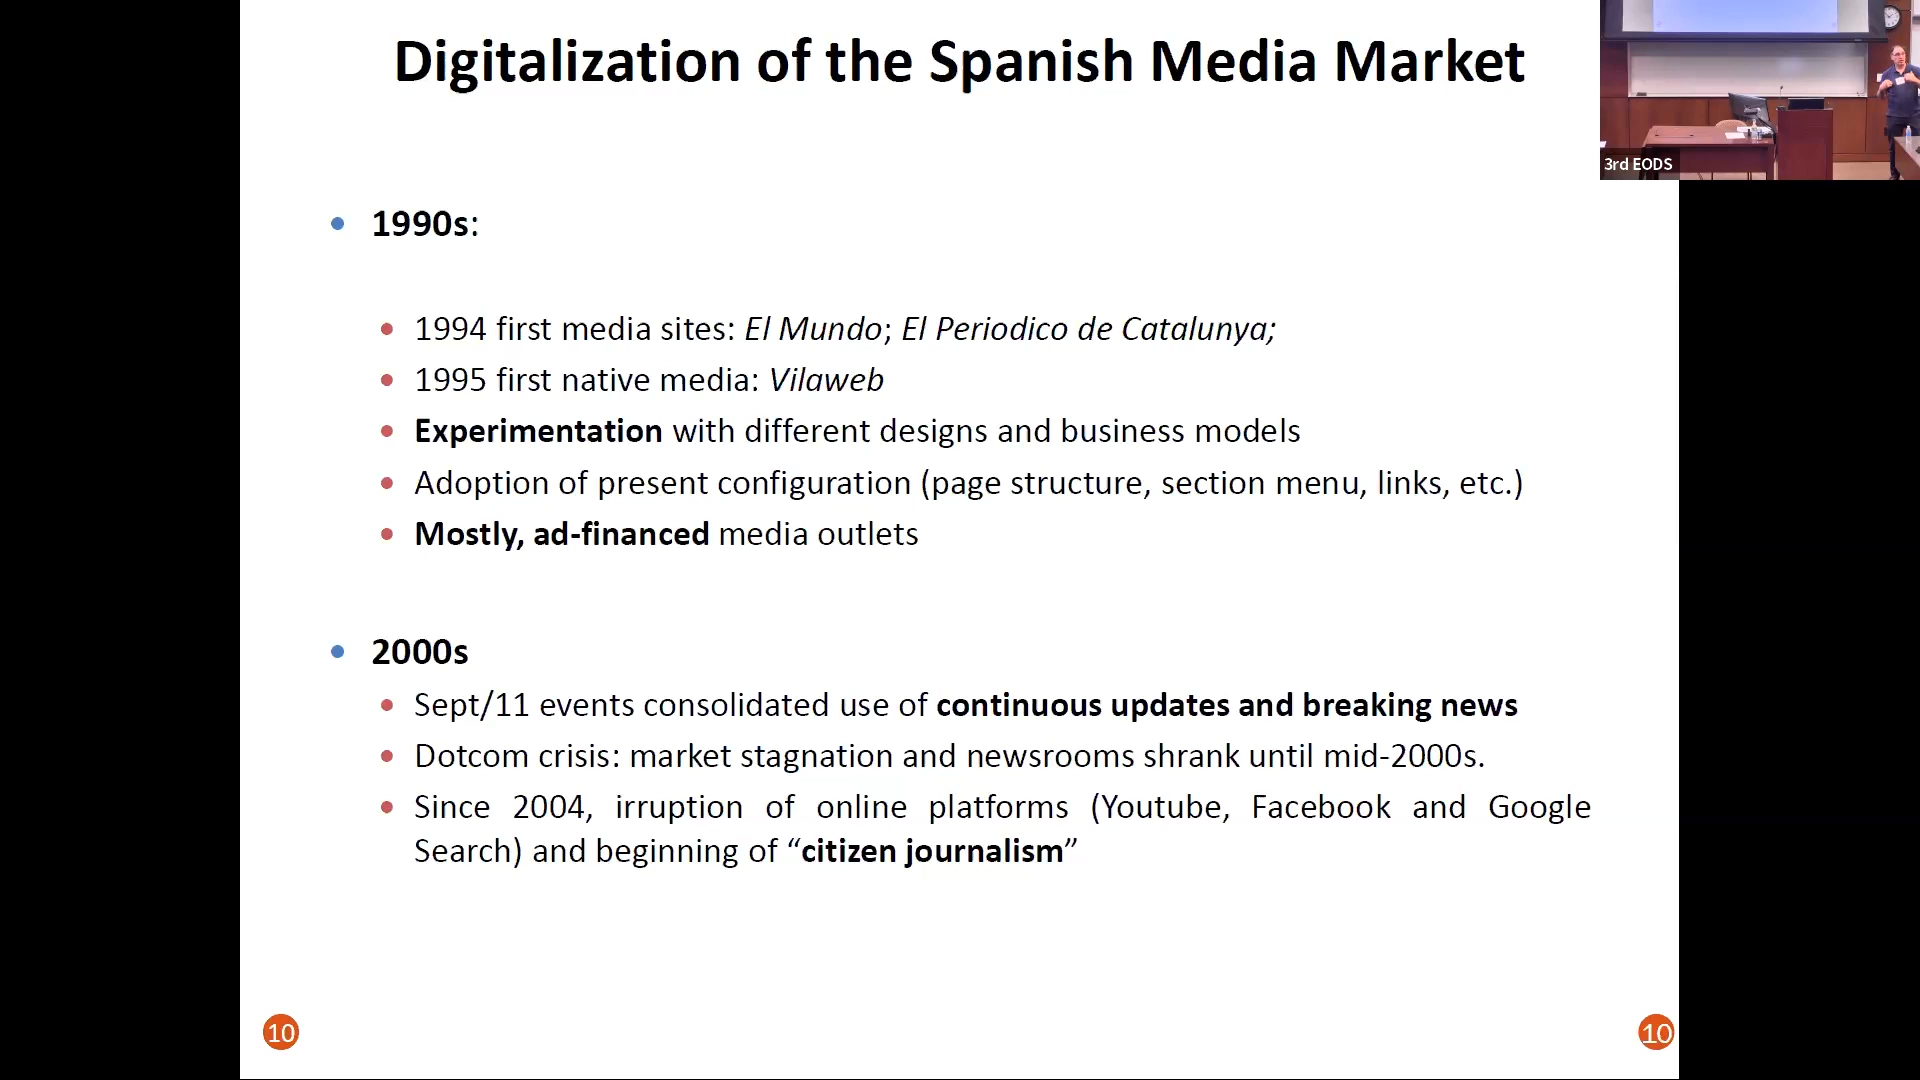 Digitalization of the Spanish Media Market
3rd EODS
• 1990s:
• 1994 first media sites: El Mundo; El Periodico de Catalunya;
• 1995 first native media: Vilaweb
• Experimentation with different designs and business models
• Adoption of present configuration (page structure, section menu, links, etc.)
• Mostly, ad-financed media outlets
• 2000s
• Sept/11 events consolidated use of continuous updates and breaking news
• Dotcom crisis: market stagnation and newsrooms shrank until mid-2000s.
• Since 2004, irruption of online platforms (Youtube, Facebook and Google
Search) and beginning of “citizen journalism”
10
10